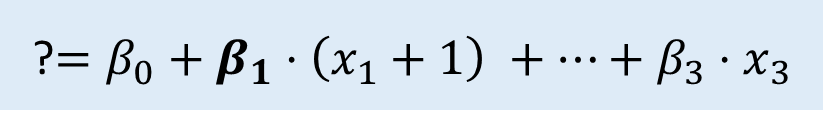 ?= β₀ + β₁ · (x₁ + 1) + ⋯ + β₃ · x₃